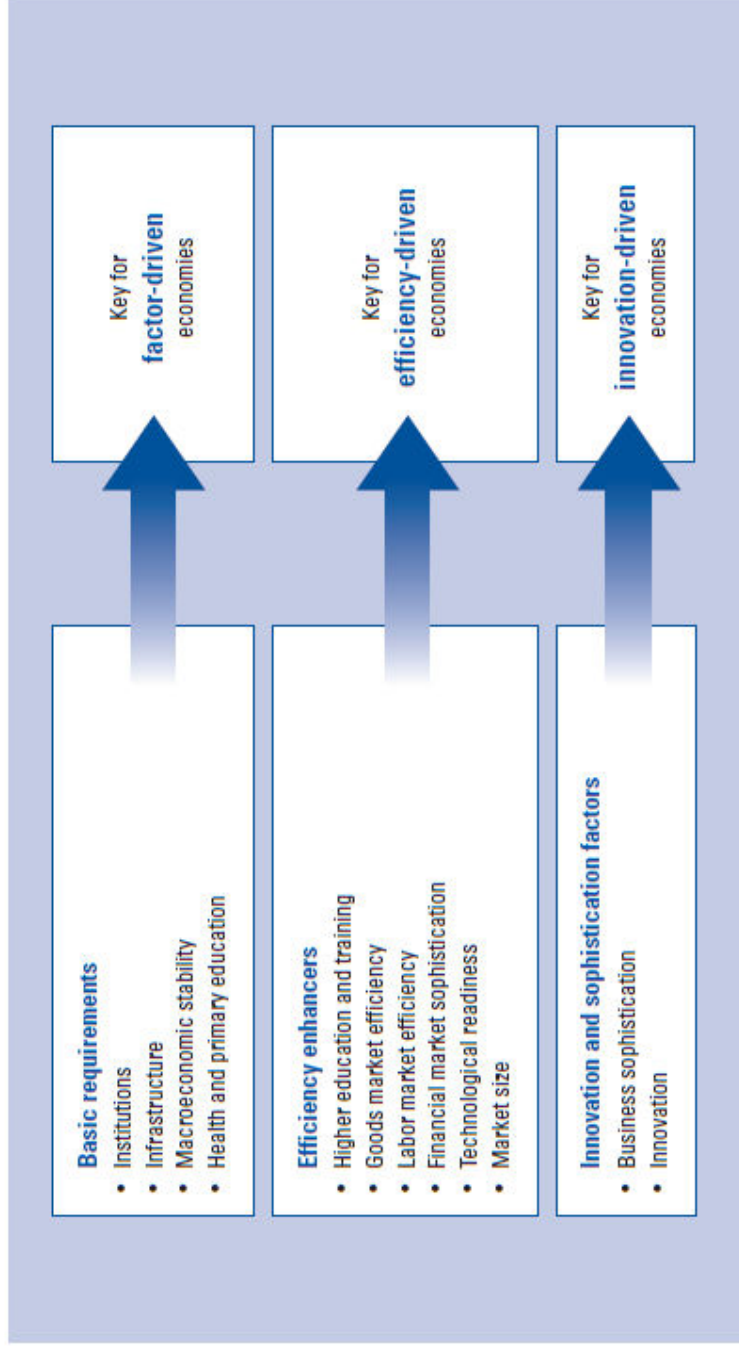 Basic requirements
• Institutions
• Infrastructure
• Macroeconomic stability
• Health and primary education
Key for
factor-driven
economies
Efficiency enhancers
• Higher education and training
• Goods market efficiency
• Labor market efficiency
• Financial market sophistication
• Technological readiness
• Market size
Key for
efficiency-driven
economies
Innovation and sophistication factors
• Business sophistication
• Innovation
Key for
innovation-driven
economies